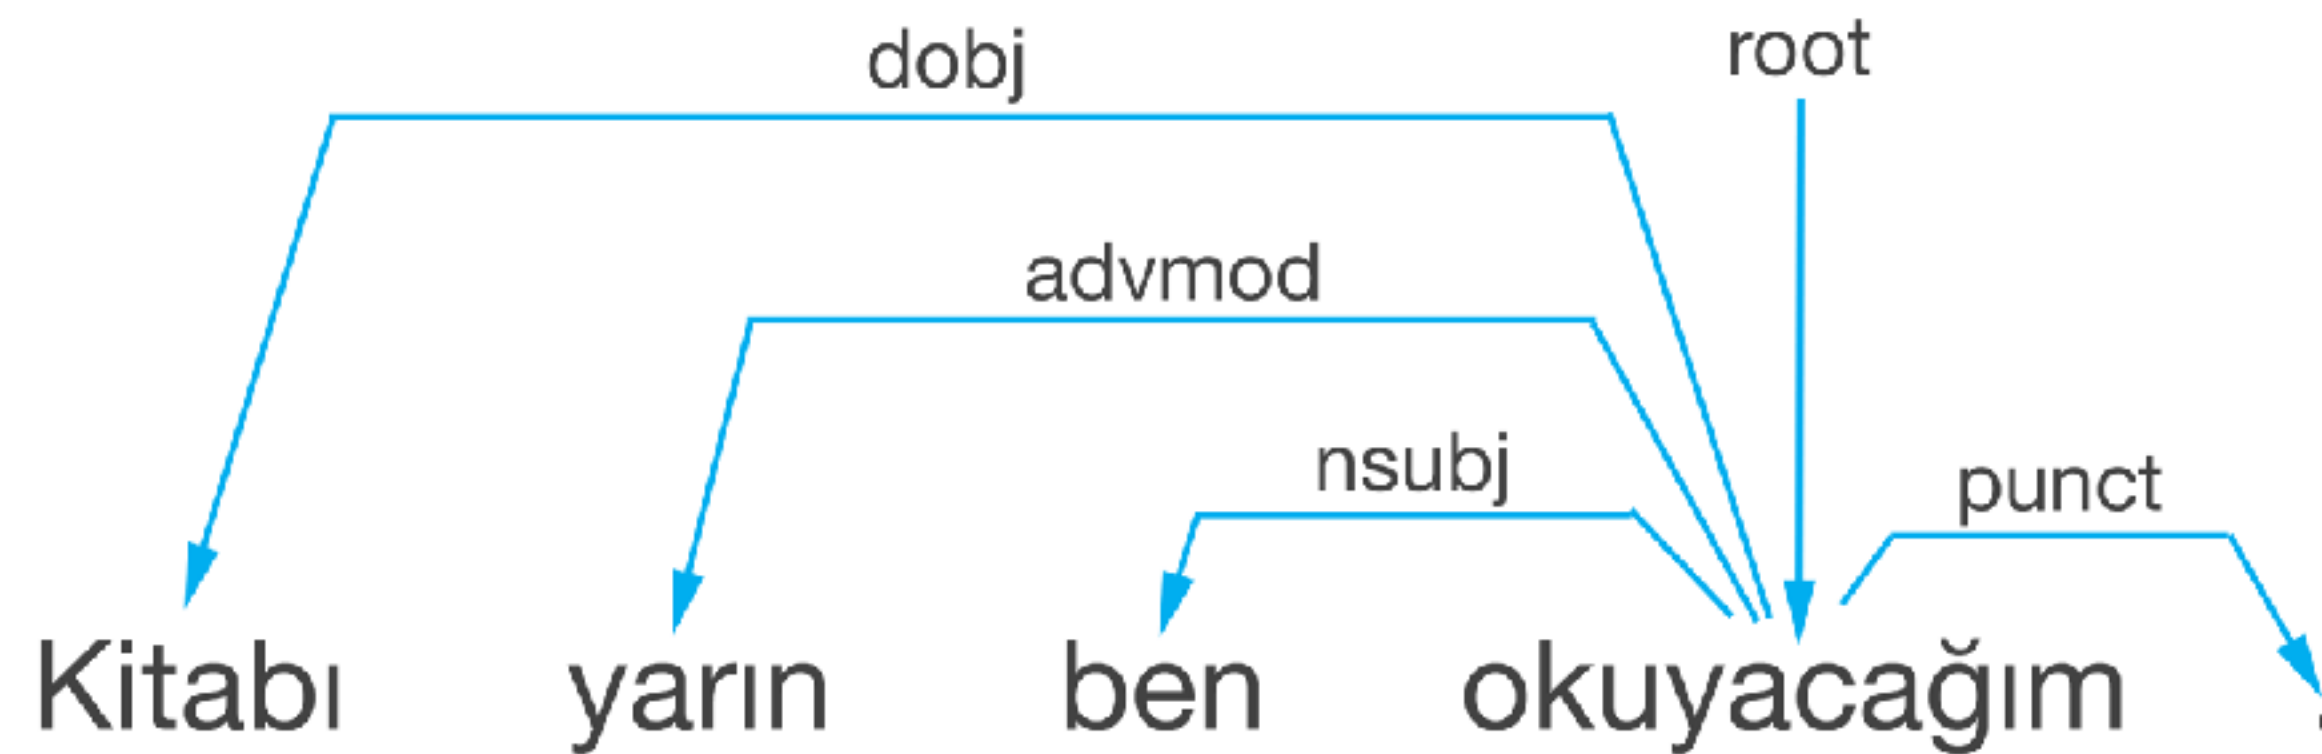 dobj root
advmod
nsubj punct
Kitabı yarın ben okuyacağım